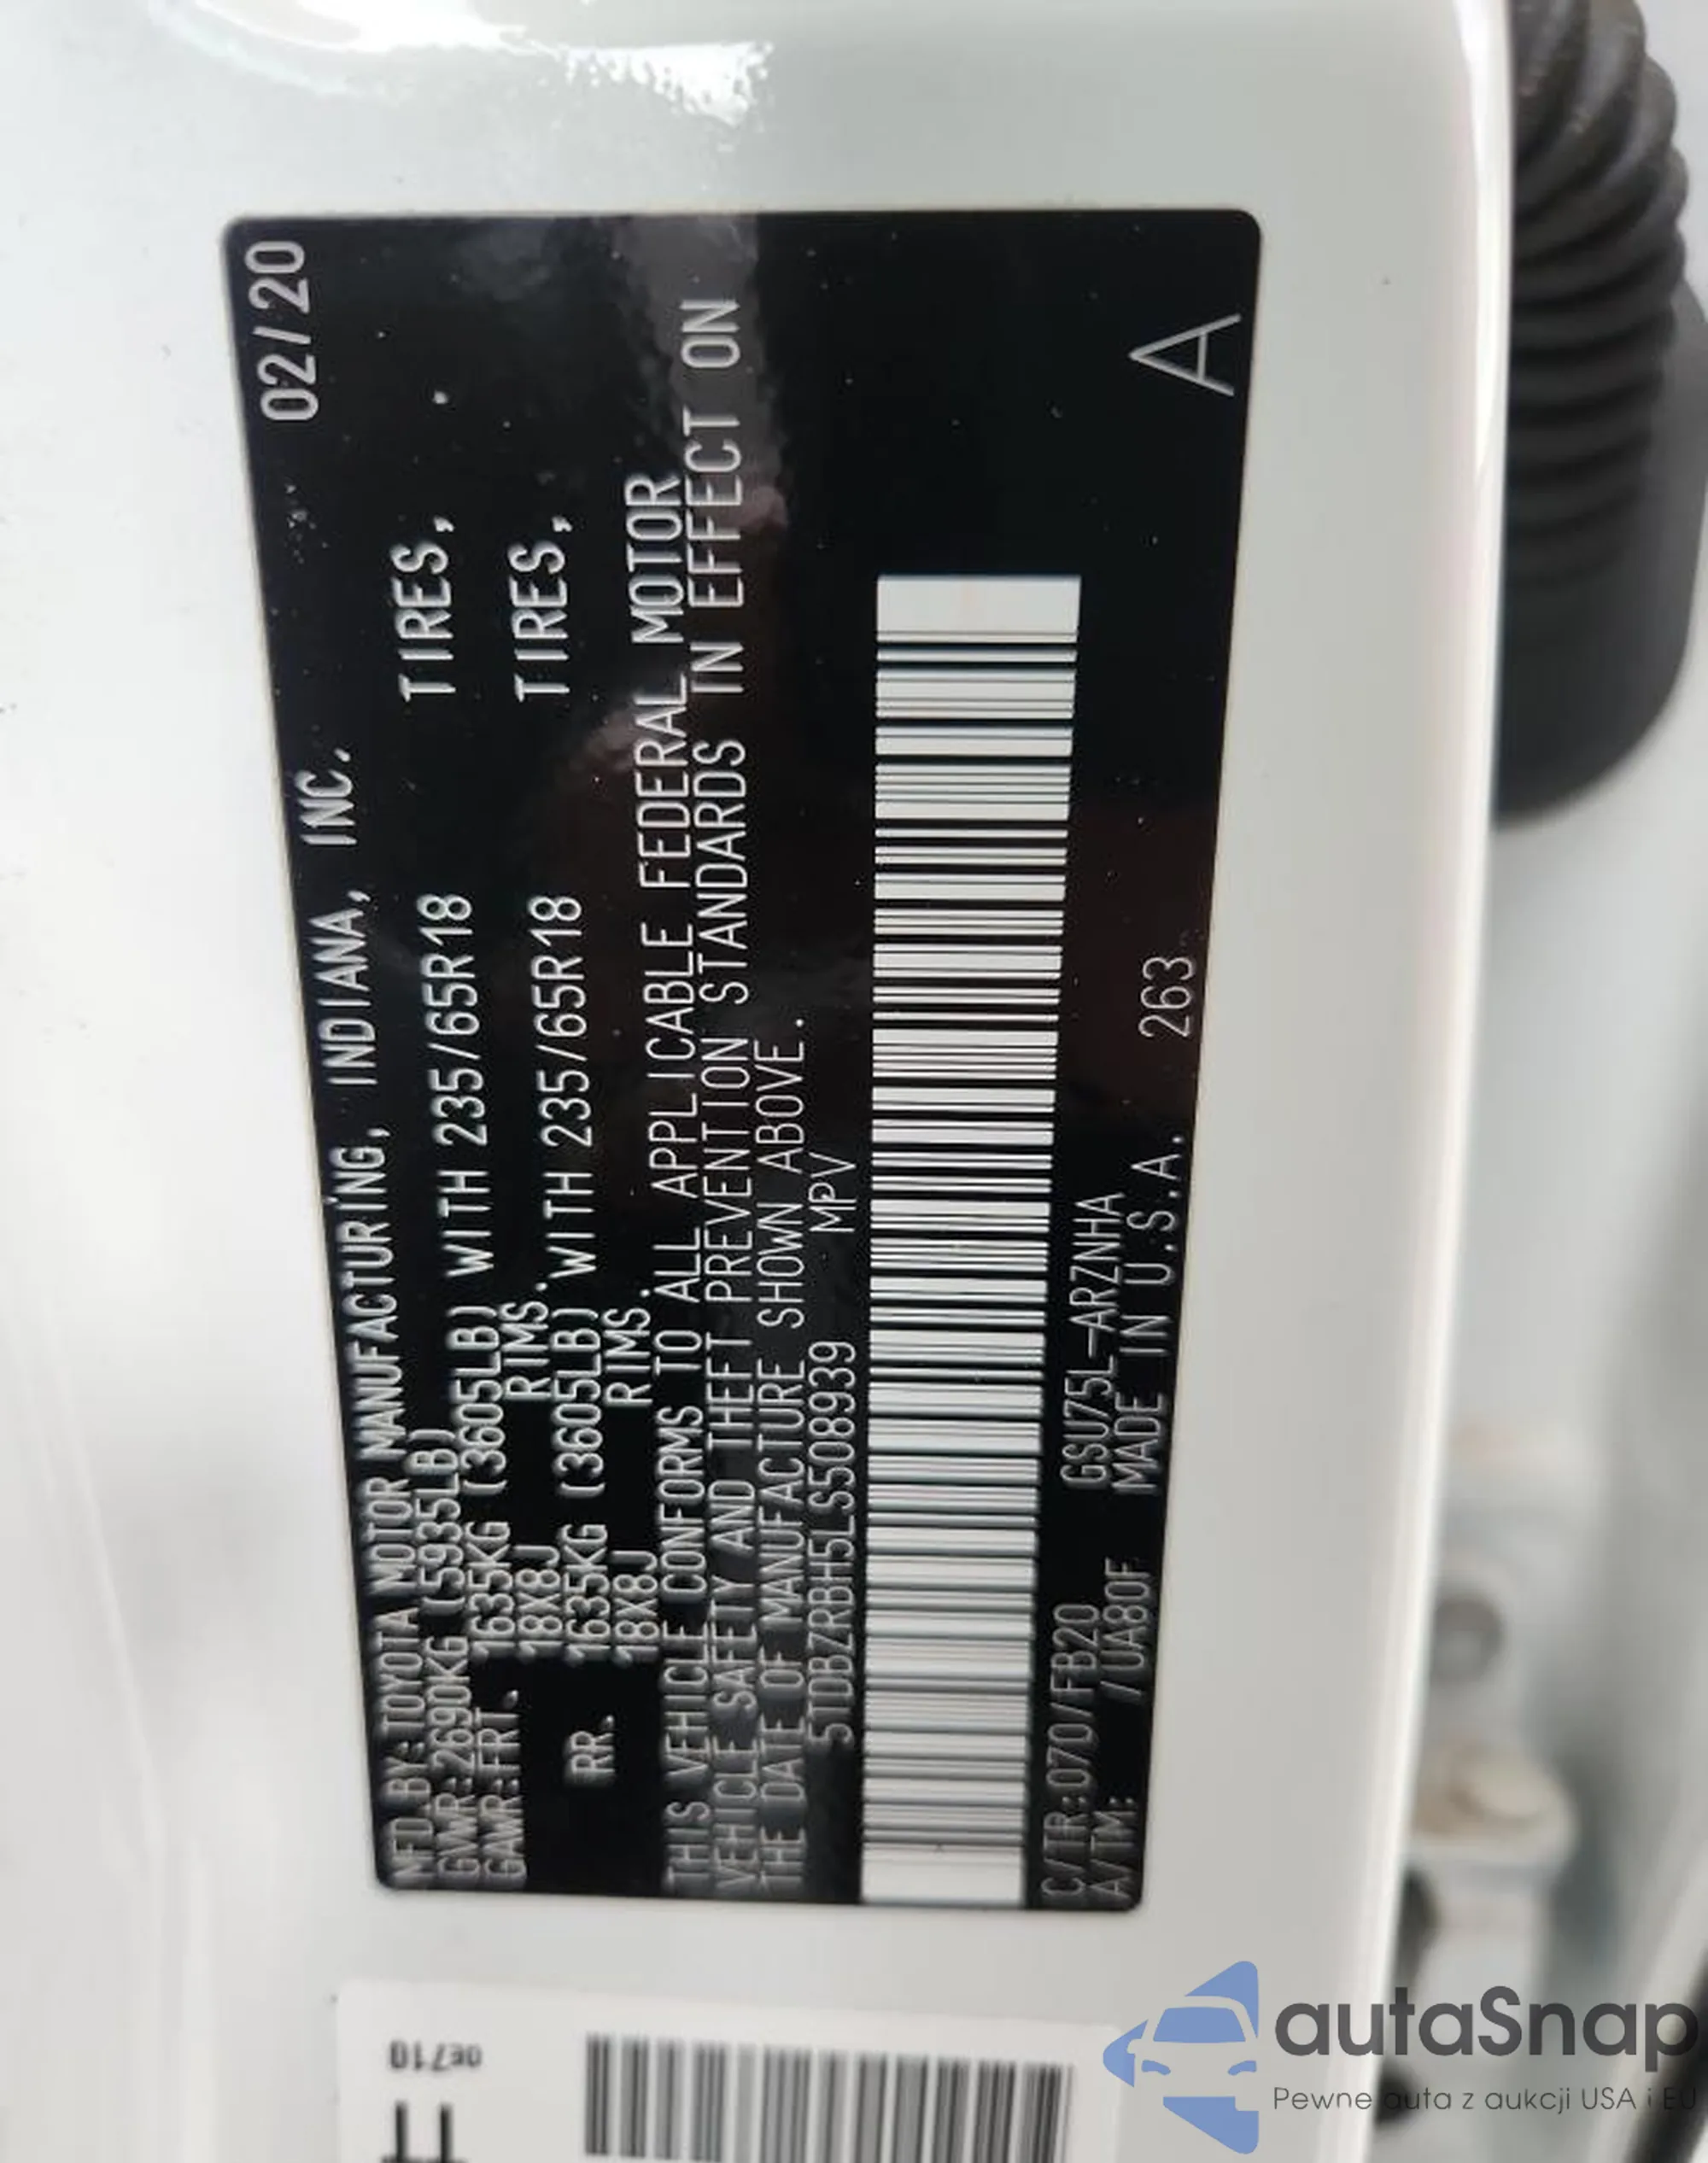 02/20
MFD BY:TOYOTA MOTOR MANUFACTURING, INDIANA, INC.
GVWR:2690KG (5935LB)
GAWR:FRT. 1635KG (3605LB) WITH 235/65R18 TIRES,
18X8J RIMS.
RR. 1635KG (3605LB) WITH 235/65R18 TIRES,
18X8J RIMS.
THIS VEHICLE CONFORMS TO ALL APPLICABLE FEDERAL MOTOR
VEHICLE SAFETY AND THEFT PREVENTION STANDARDS IN EFFECT ON
THE DATE OF MANUFACTURE SHOWN ABOVE.
5TDBZRBH5LS508939 MPV
C/TR:070/FB20 GSU75L-ARZNHA
A/TM: /UA80F MADE IN U.S.A. 263 A
0E710
autaSnap
Pewne auta z aukcji USA i EU